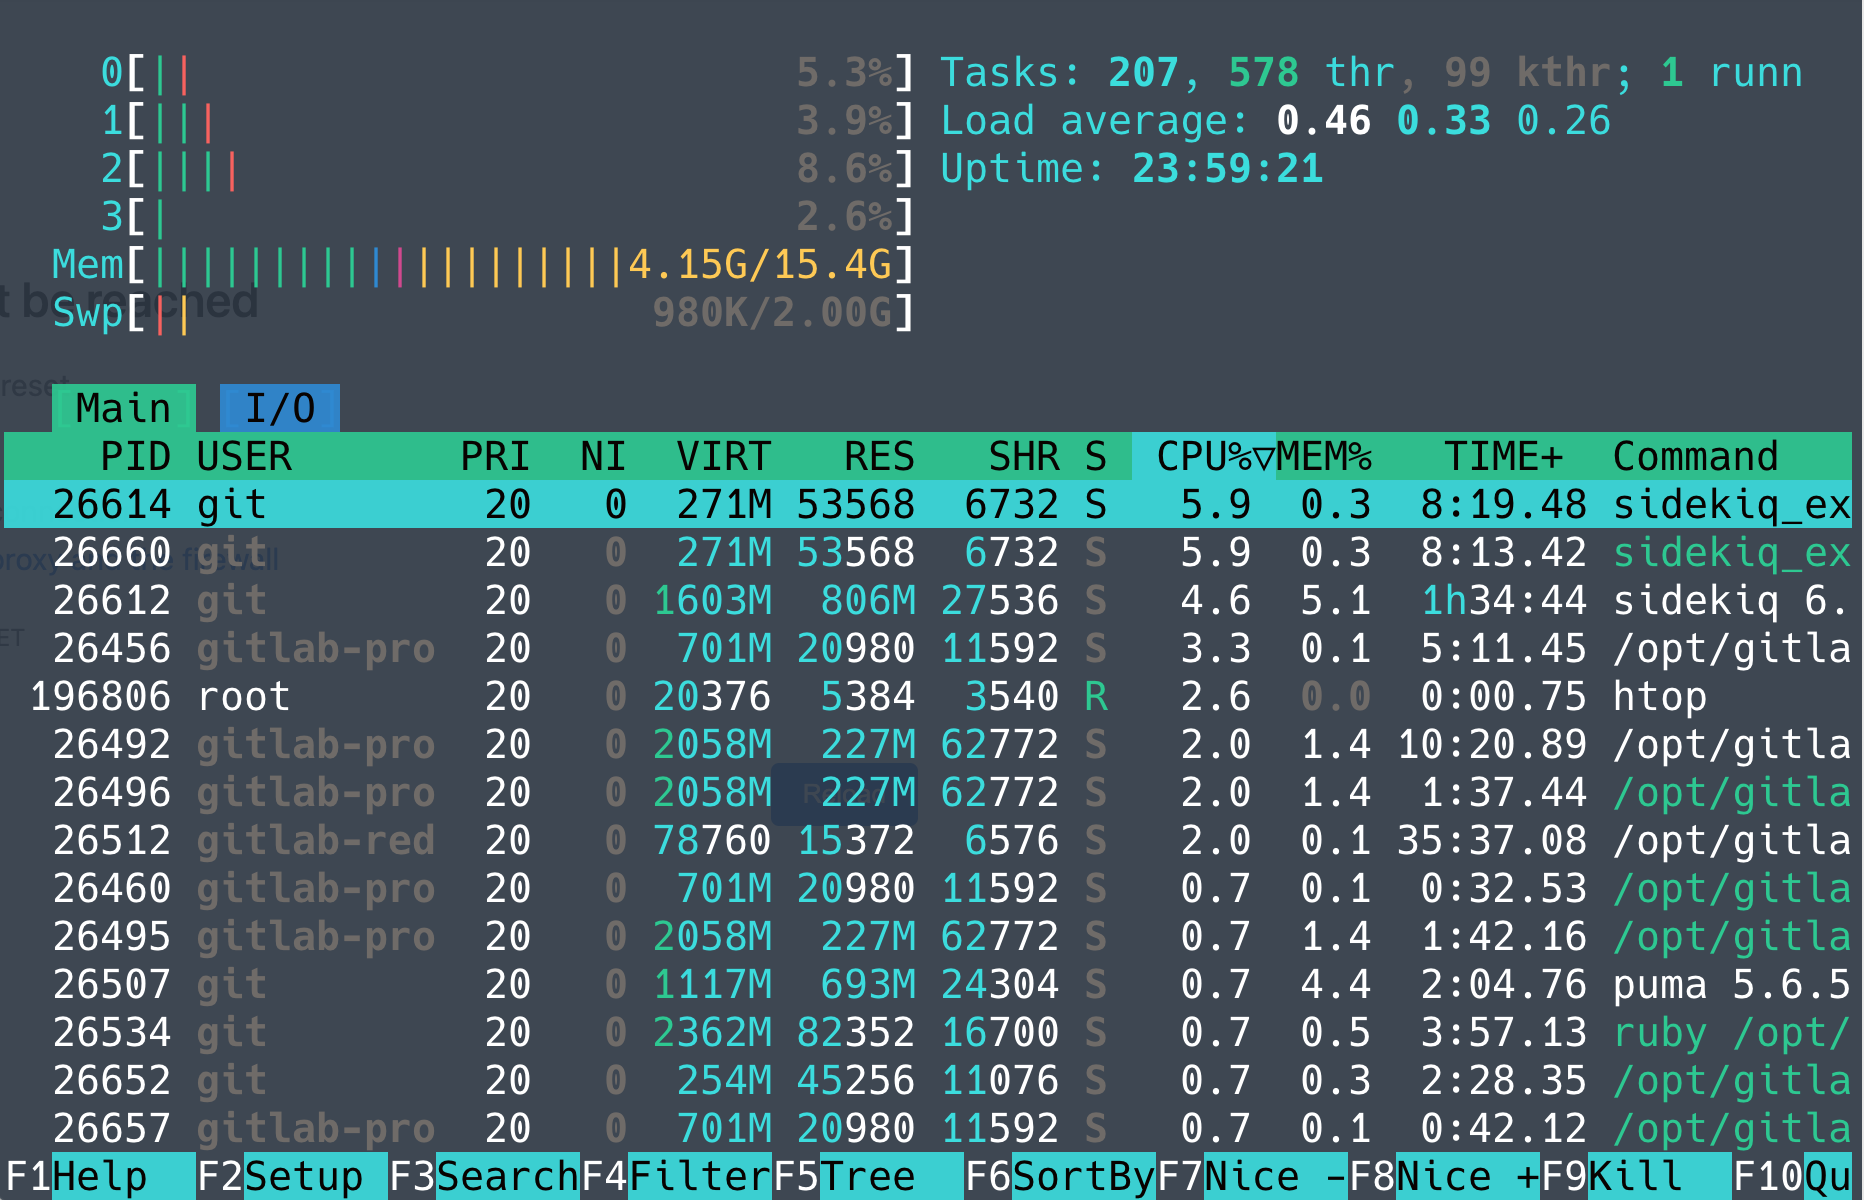 0[|| 5.3%] Tasks: 207, 578 thr, 99 kthr; 1 runn
1[||| 3.9%] Load average: 0.46 0.33 0.26
2[|||| 8.6%] Uptime: 23:59:21
3[| 2.6%]
Mem[||||||||||||||||||||4.15G/15.4G]
t be reached
Swp[|| 980K/2.00G]
reset
[Main] [I/O]
PID USER PRI NI VIRT RES SHR S CPU%▽MEM% TIME+ Command
26614 git 20 0 271M 53568 6732 S 5.9 0.3 8:19.48 sidekiq_ex
26660 git 20 0 271M 53568 6732 S 5.9 0.3 8:13.42 sidekiq_ex
proxy and the firewall
26612 git 20 0 1603M 806M 27536 S 4.6 5.1 1h34:44 sidekiq 6.
ET
26456 gitlab-pro 20 0 701M 20980 11592 S 3.3 0.1 5:11.45 /opt/gitla
196806 root 20 0 20376 5384 3540 R 2.6 0.0 0:00.75 htop
26492 gitlab-pro 20 0 2058M 227M 62772 S 2.0 1.4 10:20.89 /opt/gitla
26496 gitlab-pro 20 0 2058M 227M 62772 S 2.0 1.4 1:37.44 /opt/gitla
Reload
26512 gitlab-red 20 0 78760 15372 6576 S 2.0 0.1 35:37.08 /opt/gitla
26460 gitlab-pro 20 0 701M 20980 11592 S 0.7 0.1 0:32.53 /opt/gitla
26495 gitlab-pro 20 0 2058M 227M 62772 S 0.7 1.4 1:42.16 /opt/gitla
26507 git 20 0 1117M 693M 24304 S 0.7 4.4 2:04.76 puma 5.6.5
26534 git 20 0 2362M 82352 16700 S 0.7 0.5 3:57.13 ruby /opt/
26652 git 20 0 254M 45256 11076 S 0.7 0.3 2:28.35 /opt/gitla
26657 gitlab-pro 20 0 701M 20980 11592 S 0.7 0.1 0:42.12 /opt/gitla
F1Help F2Setup F3SearchF4FilterF5Tree F6SortByF7Nice -F8Nice +F9Kill F10Qu